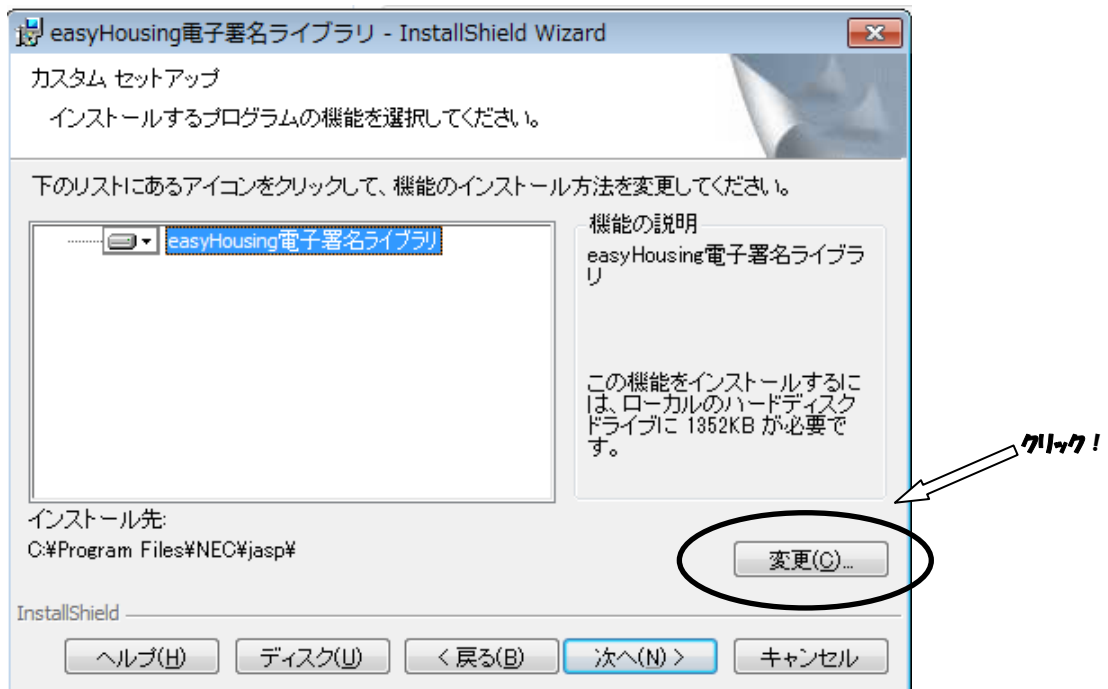 easyHousing電子署名ライブラリ - InstallShield Wizard
カスタム セットアップ
インストールするプログラムの機能を選択してください。
下のリストにあるアイコンをクリックして、機能のインストール方法を変更してください。
easyHousing電子署名ライブラリ
機能の説明
easyHousing電子署名ライブラ
リ
この機能をインストールするに
は、ローカルのハードディスク
ドライブに 1352KB が必要で
す。
クリック！
インストール先:
C:¥Program Files¥NEC¥jasp¥
変更(C)...
InstallShield
ヘルプ(H)
ディスク(U)
< 戻る(B)
次へ(N) >
キャンセル